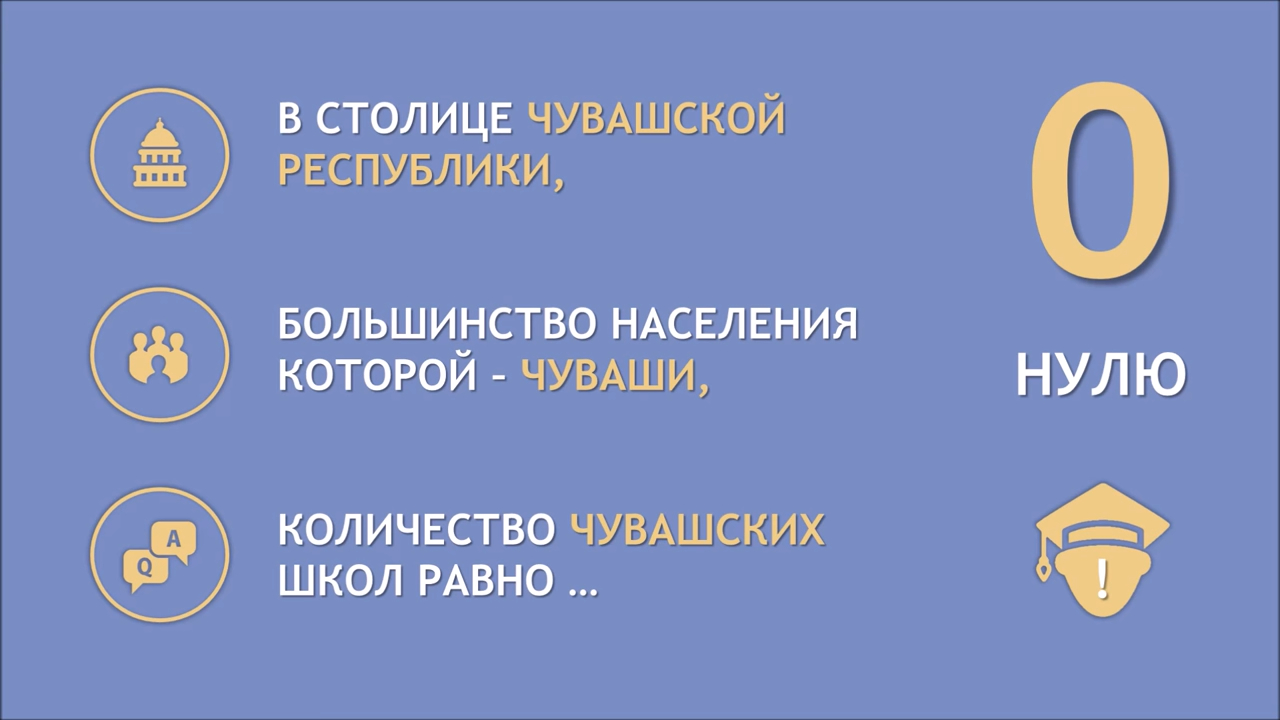 В СТОЛИЦЕ ЧУВАШСКОЙ
РЕСПУБЛИКИ,
БОЛЬШИНСТВО НАСЕЛЕНИЯ
КОТОРОЙ – ЧУВАШИ,
A
Q
КОЛИЧЕСТВО ЧУВАШСКИХ
ШКОЛ РАВНО ...
0
НУЛЮ
!